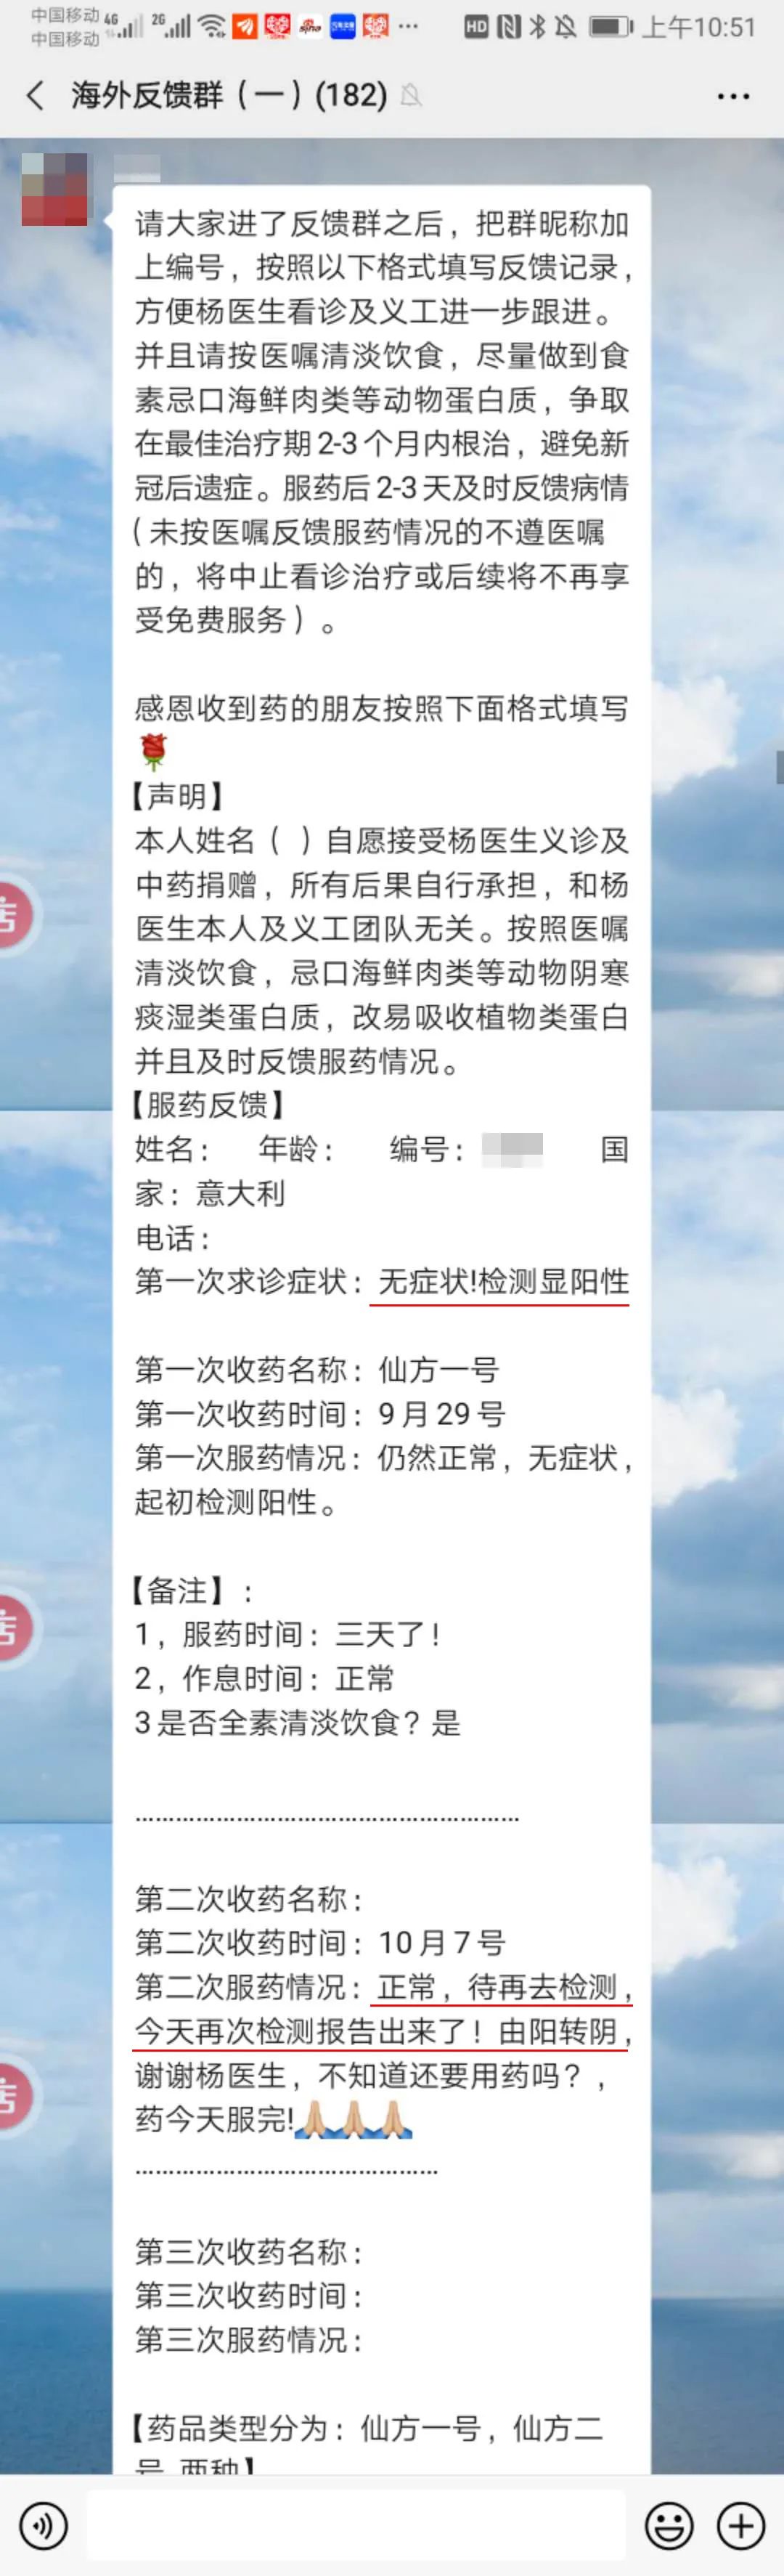 中国移动 4G 2G
中国移动
HD 上午10:51
海外反馈群（一）(182)
请大家进了反馈群之后，把群昵称加
上编号，按照以下格式填写反馈记录，
方便杨医生看诊及义工进一步跟进。
并且请按医嘱清淡饮食，尽量做到食
素忌口海鲜肉类等动物蛋白质，争取
在最佳治疗期2-3个月内根治，避免新
冠后遗症。服药后2-3天及时反馈病情
（未按医嘱反馈服药情况的不遵医嘱
的，将中止看诊治疗或后续将不再享
受免费服务）。
感恩收到药的朋友按照下面格式填写
🌹
【声明】
本人姓名（ ）自愿接受杨医生义诊及
中药捐赠，所有后果自行承担，和杨
医生本人及义工团队无关。按照医嘱
清淡饮食，忌口海鲜肉类等动物阴寒
痰湿类蛋白质，改易吸收植物类蛋白
并且及时反馈服药情况。
【服药反馈】
姓名： 年龄： 编号： 国
家：意大利
电话：
第一次求诊症状：无症状!检测显阳性
第一次收药名称：仙方一号
第一次收药时间：9月29号
第一次服药情况：仍然正常，无症状，
起初检测阳性。
【备注】：
1，服药时间：三天了！
2，作息时间：正常
3是否全素清淡饮食？是
………………………………………………
第二次收药名称：
第二次收药时间：10月7号
第二次服药情况：正常，待再去检测，
今天再次检测报告出来了！由阳转阴，
谢谢杨医生，不知道还要用药吗？，
药今天服完!🙏🏼🙏🏼🙏🏼
……………………………………
第三次收药名称：
第三次收药时间：
第三次服药情况：
【药品类型分为：仙方一号，仙方二
号 两种】